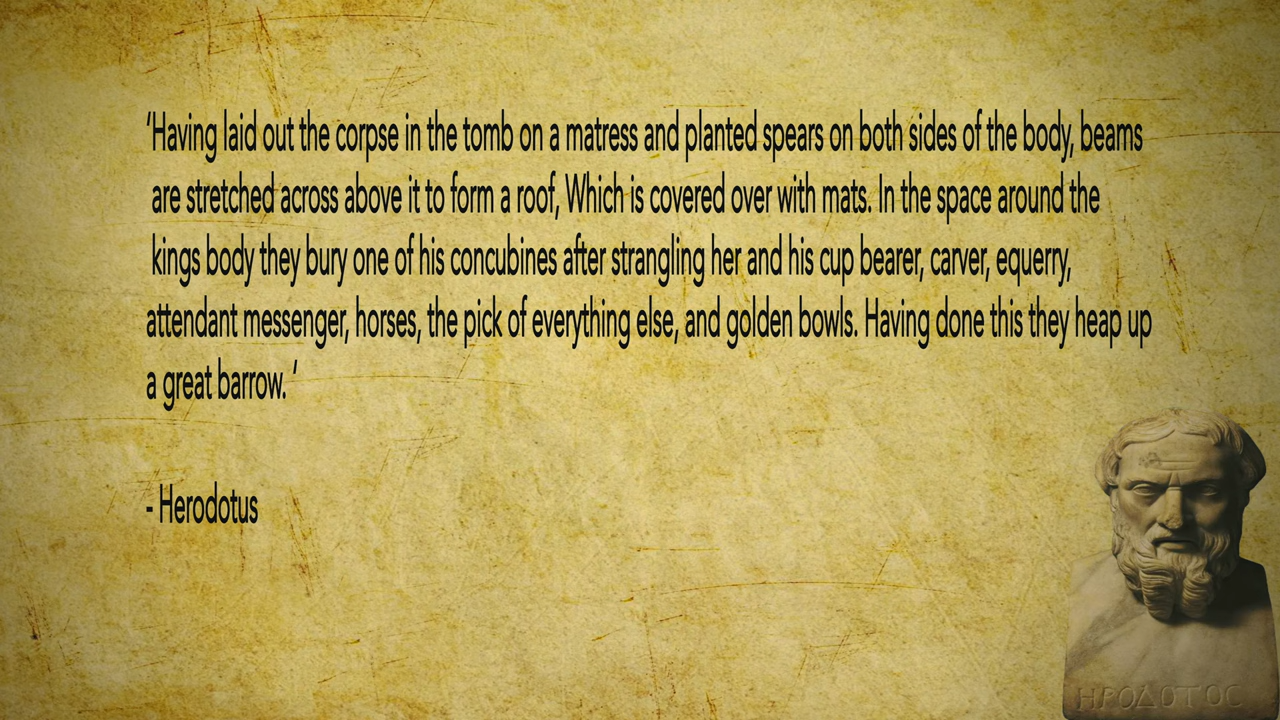 ‘Having laid out the corpse in the tomb on a matress and planted spears on both sides of the body, beams
are stretched across above it to form a roof, Which is covered over with mats. In the space around the
kings body they bury one of his concubines after strangling her and his cup bearer, carver, equerry,
attendant messenger, horses, the pick of everything else, and golden bowls. Having done this they heap up
a great barrow. ‘
- Herodotus
ΗΡΟΔΟΤΟΣ